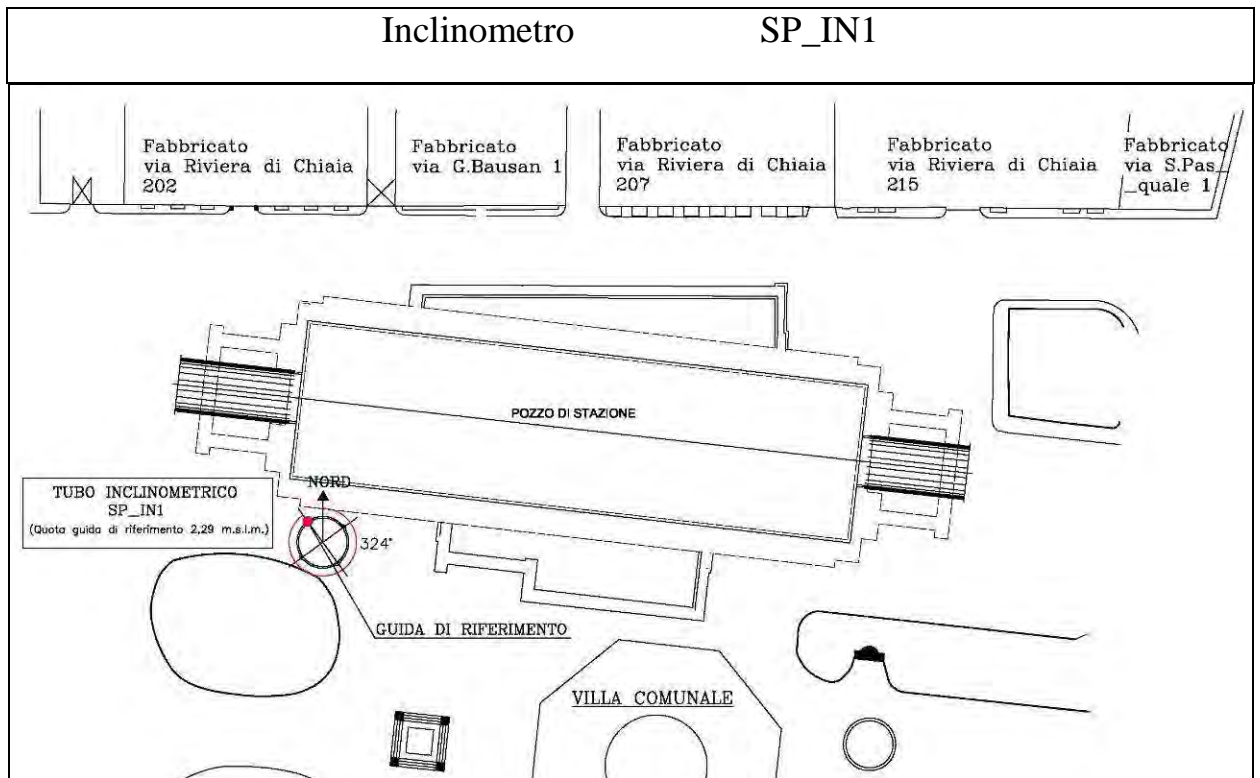 Inclinometro SP_IN1
Fabbricato
via Riviera di Chiaia
202
Fabbricato
via G.Bausan 1
Fabbricato
via Riviera di Chiaia
207
Fabbricato
via Riviera di Chiaia
215
Fabbricato
via S.Pas_
_quale 1
POZZO DI STAZIONE
TUBO INCLINOMETRICO
SP_IN1
(Quota guida di riferimento 2,29 m.s.l.m.)
NORD
324°
GUIDA DI RIFERIMENTO
VILLA COMUNALE